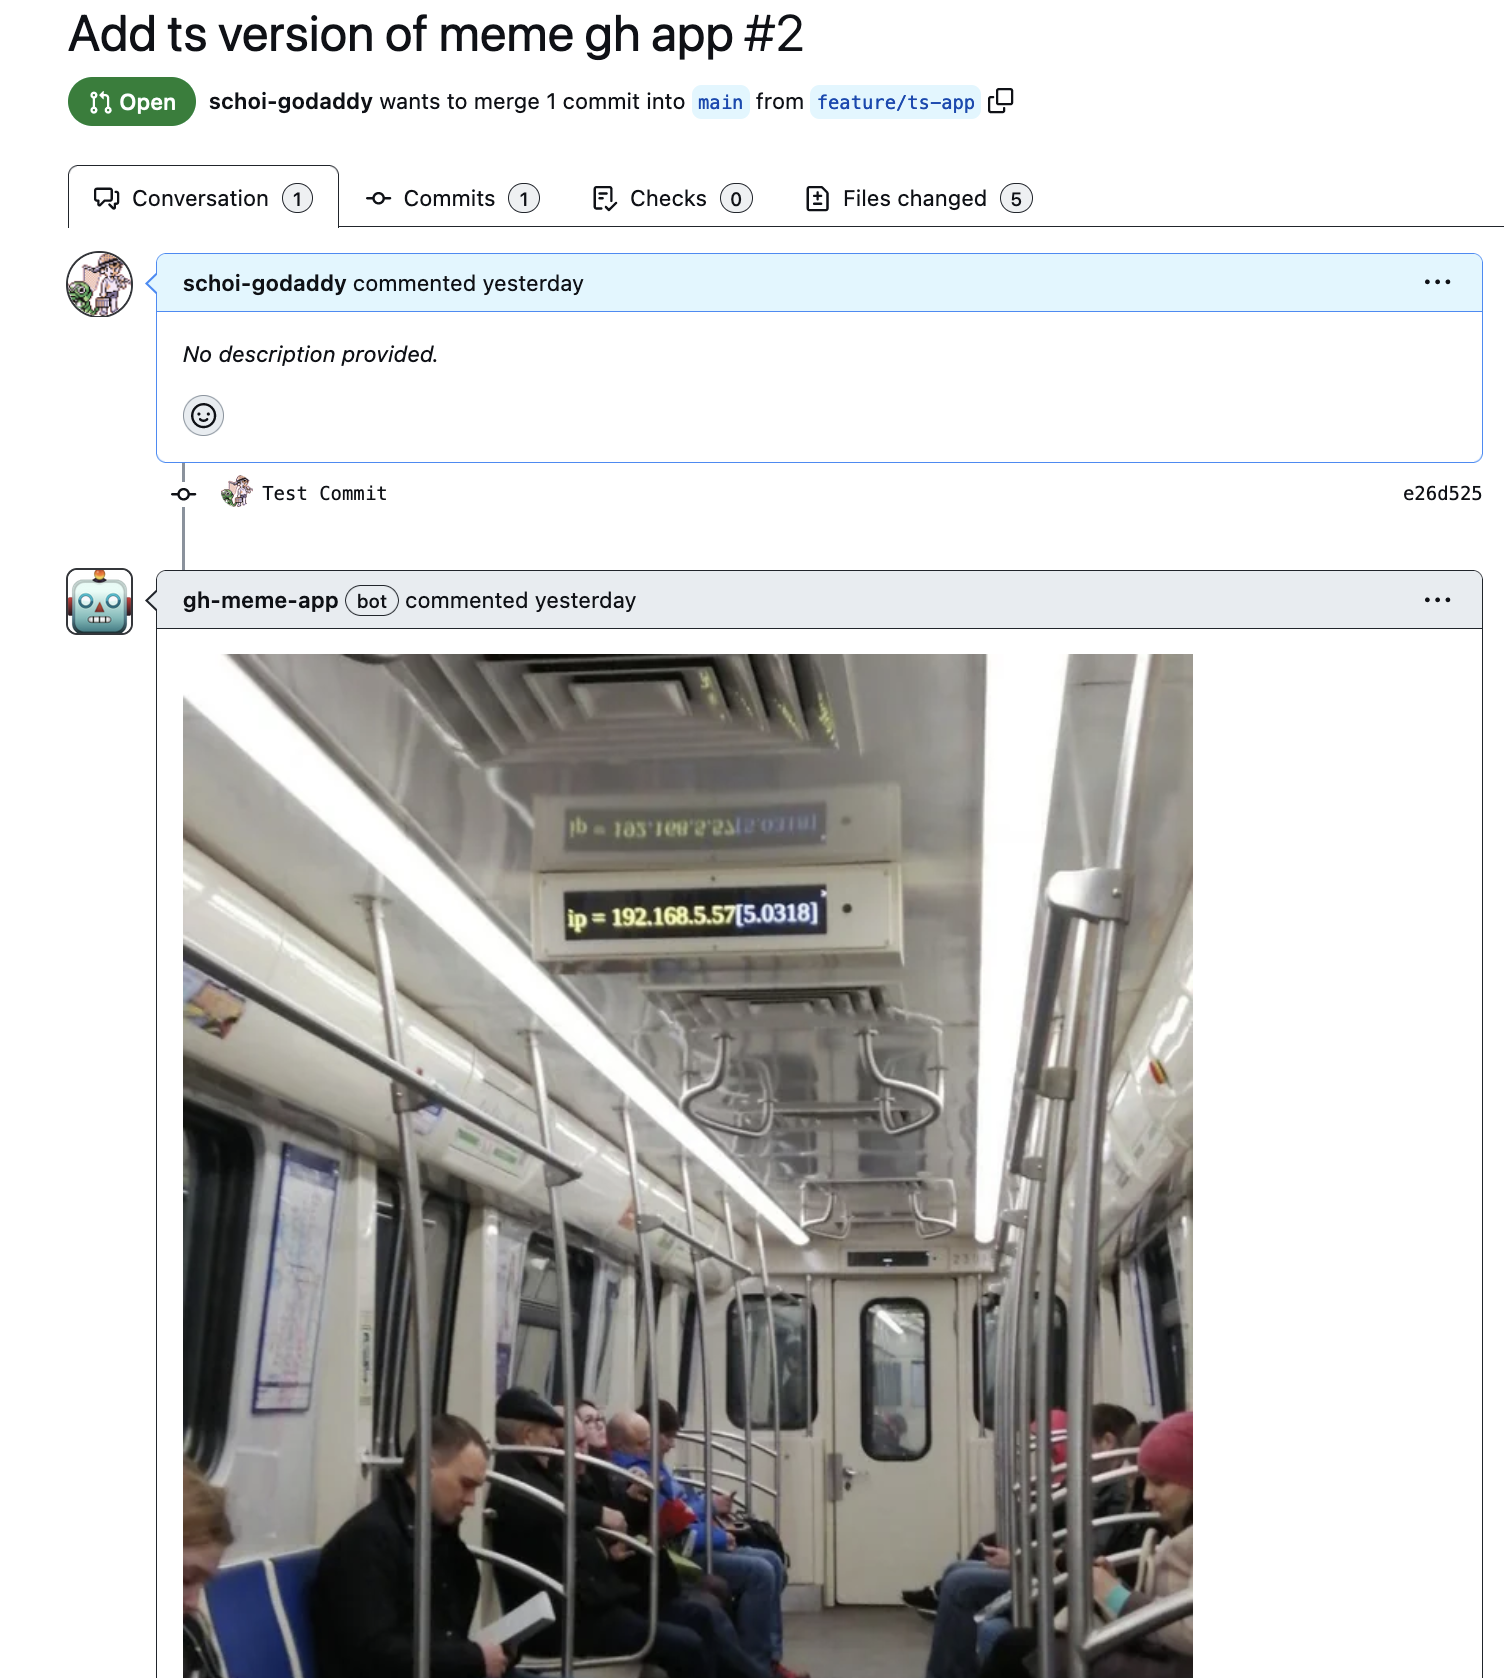 Add ts version of meme gh app #2
Open schoi-godaddy wants to merge 1 commit into main from feature/ts-app
Conversation 1 Commits 1 Checks 0 Files changed 5
schoi-godaddy commented yesterday
No description provided.
Test Commit e26d525
gh-meme-app bot commented yesterday
ip = 192.168.5.57[5.0318]